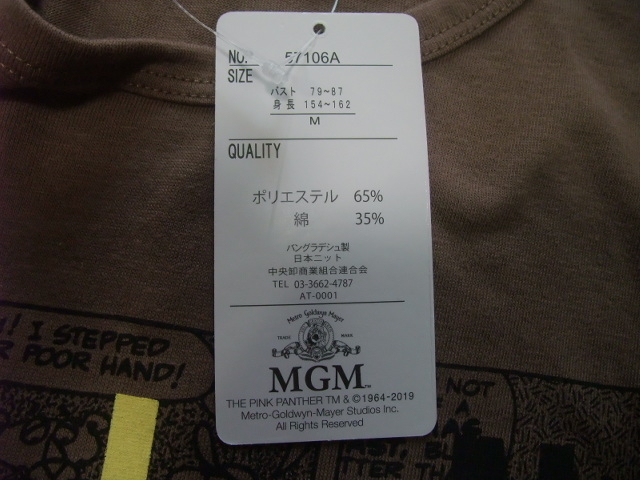 NO. 57106A
SIZE
バスト 79~87
身長 154~162
M
QUALITY
ポリエステル 65%
綿 35%
バングラデシュ製
日本ニット
中央卸商業組合連合会
TEL 03-3662-4787
AT-0001
Metro Goldwyn Mayer
TRADE MARK
MGM™
THE PINK PANTHER TM & ©1964-2019
Metro-Goldwyn-Mayer Studios Inc.
All Rights Reserved
! I STEPPED
POOR HAND!
NOT
A